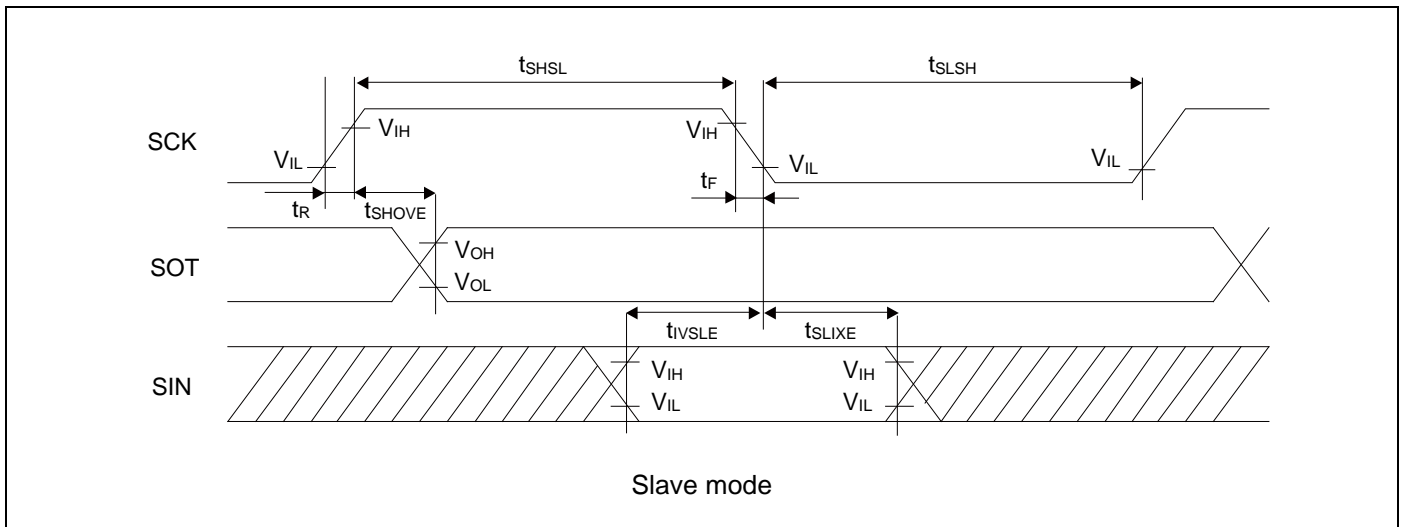 tSHSL
tSLSH
SCK
VIH
VIH
VIL
VIL
VIL
tF
tR
tSHOVE
SOT
VOH
VOL
tIVSLE
tSLIXE
SIN
VIH
VIH
VIL
VIL
Slave mode